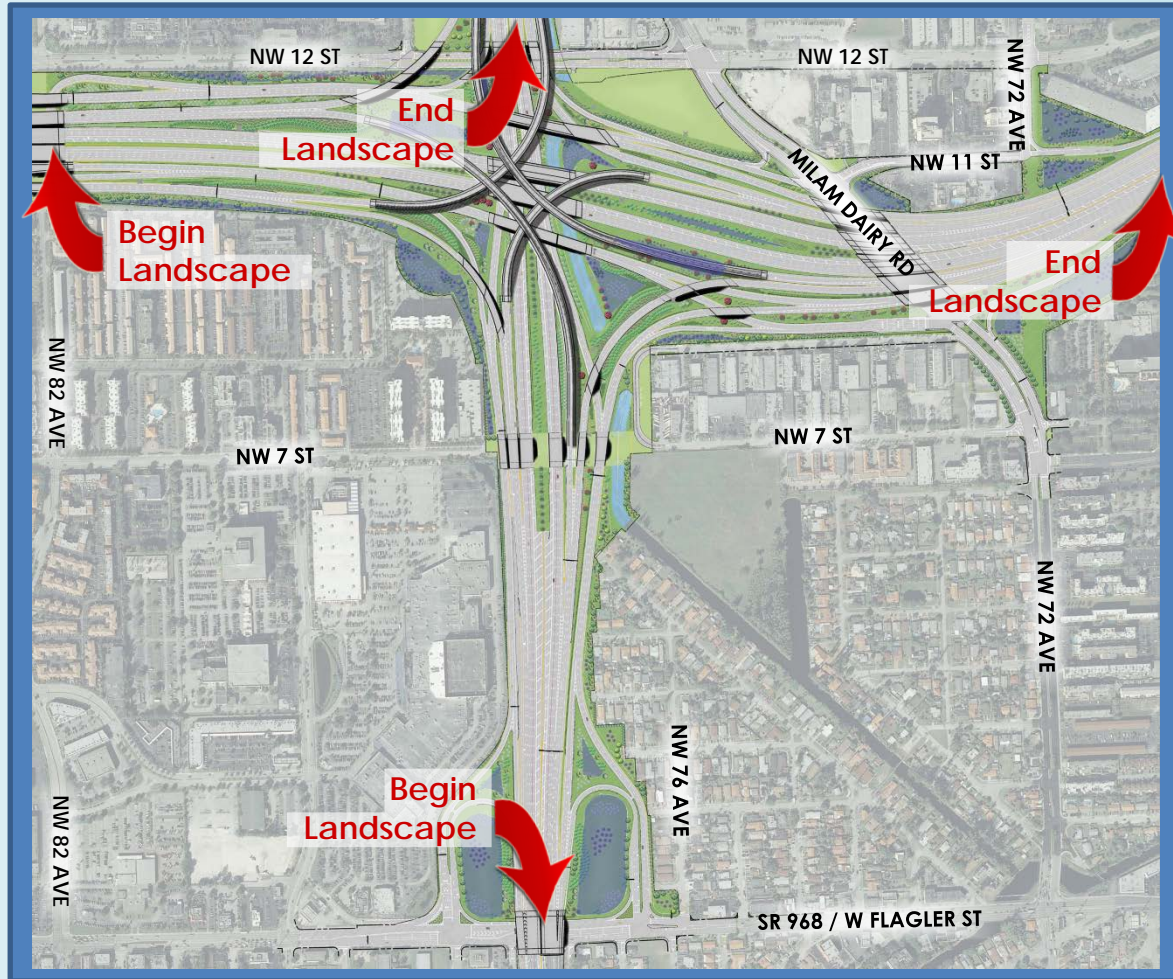 NW 12 ST
NW 12 ST
NW 72 AVE
End
Landscape
NW 11 ST
MILAM DAIRY RD
Begin
Landscape
End
Landscape
NW 82 AVE
NW 7 ST
NW 7 ST
NW 72 AVE
NW 76 AVE
Begin
Landscape
NW 82 AVE
SR 968 / W FLAGLER ST